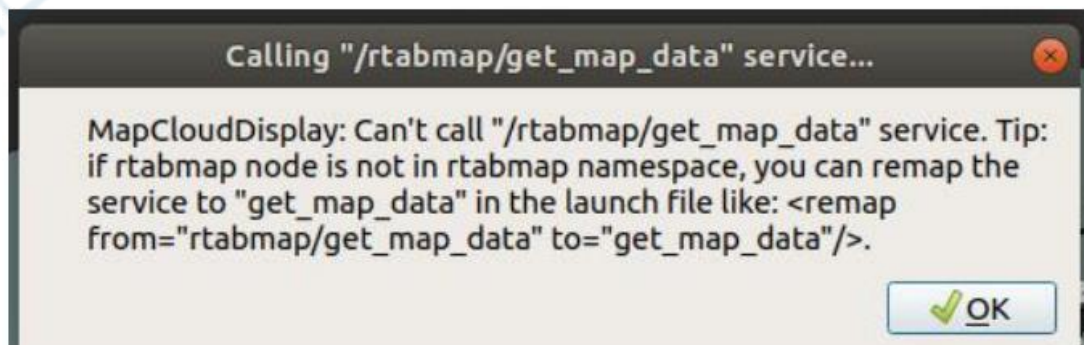 Calling "/rtabmap/get_map_data" service...
MapCloudDisplay: Can't call "/rtabmap/get_map_data" service. Tip:
if rtabmap node is not in rtabmap namespace, you can remap the
service to "get_map_data" in the launch file like: <remap
from="rtabmap/get_map_data" to="get_map_data"/>.
OK